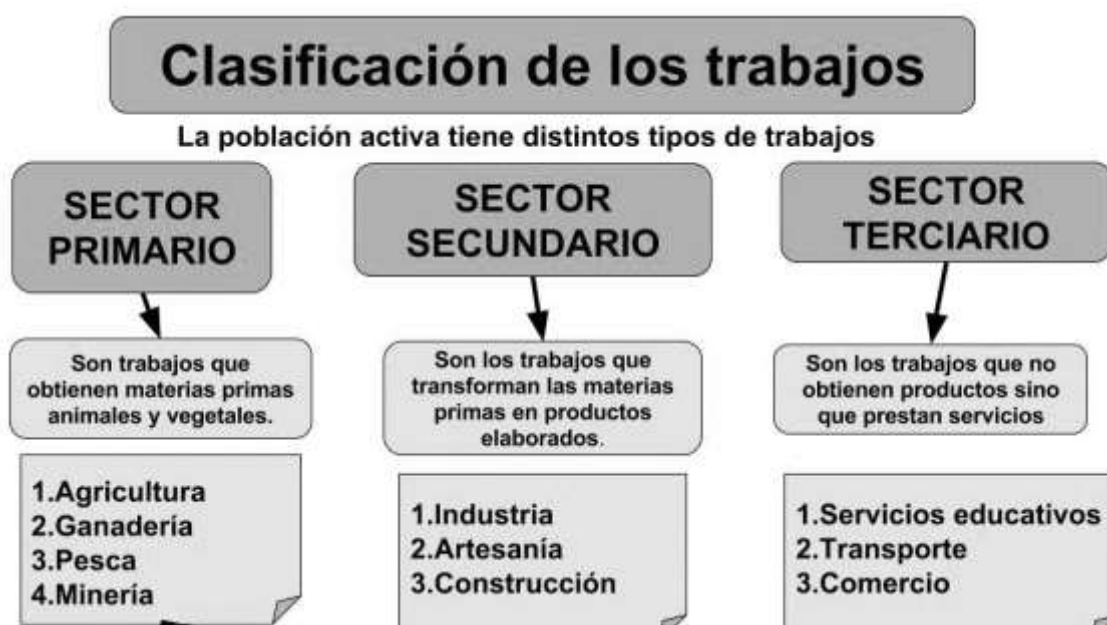 Clasificación de los trabajos
La población activa tiene distintos tipos de trabajos
SECTOR
PRIMARIO
Son trabajos que
obtienen materias primas
animales y vegetales.
1.Agricultura
2.Ganadería
3.Pesca
4.Minería
SECTOR
SECUNDARIO
Son los trabajos que
transforman las materias
primas en productos
elaborados.
1.Industria
2.Artesanía
3.Construcción
SECTOR
TERCIARIO
Son los trabajos que no
obtienen productos sino
que prestan servicios
1.Servicios educativos
2.Transporte
3.Comercio